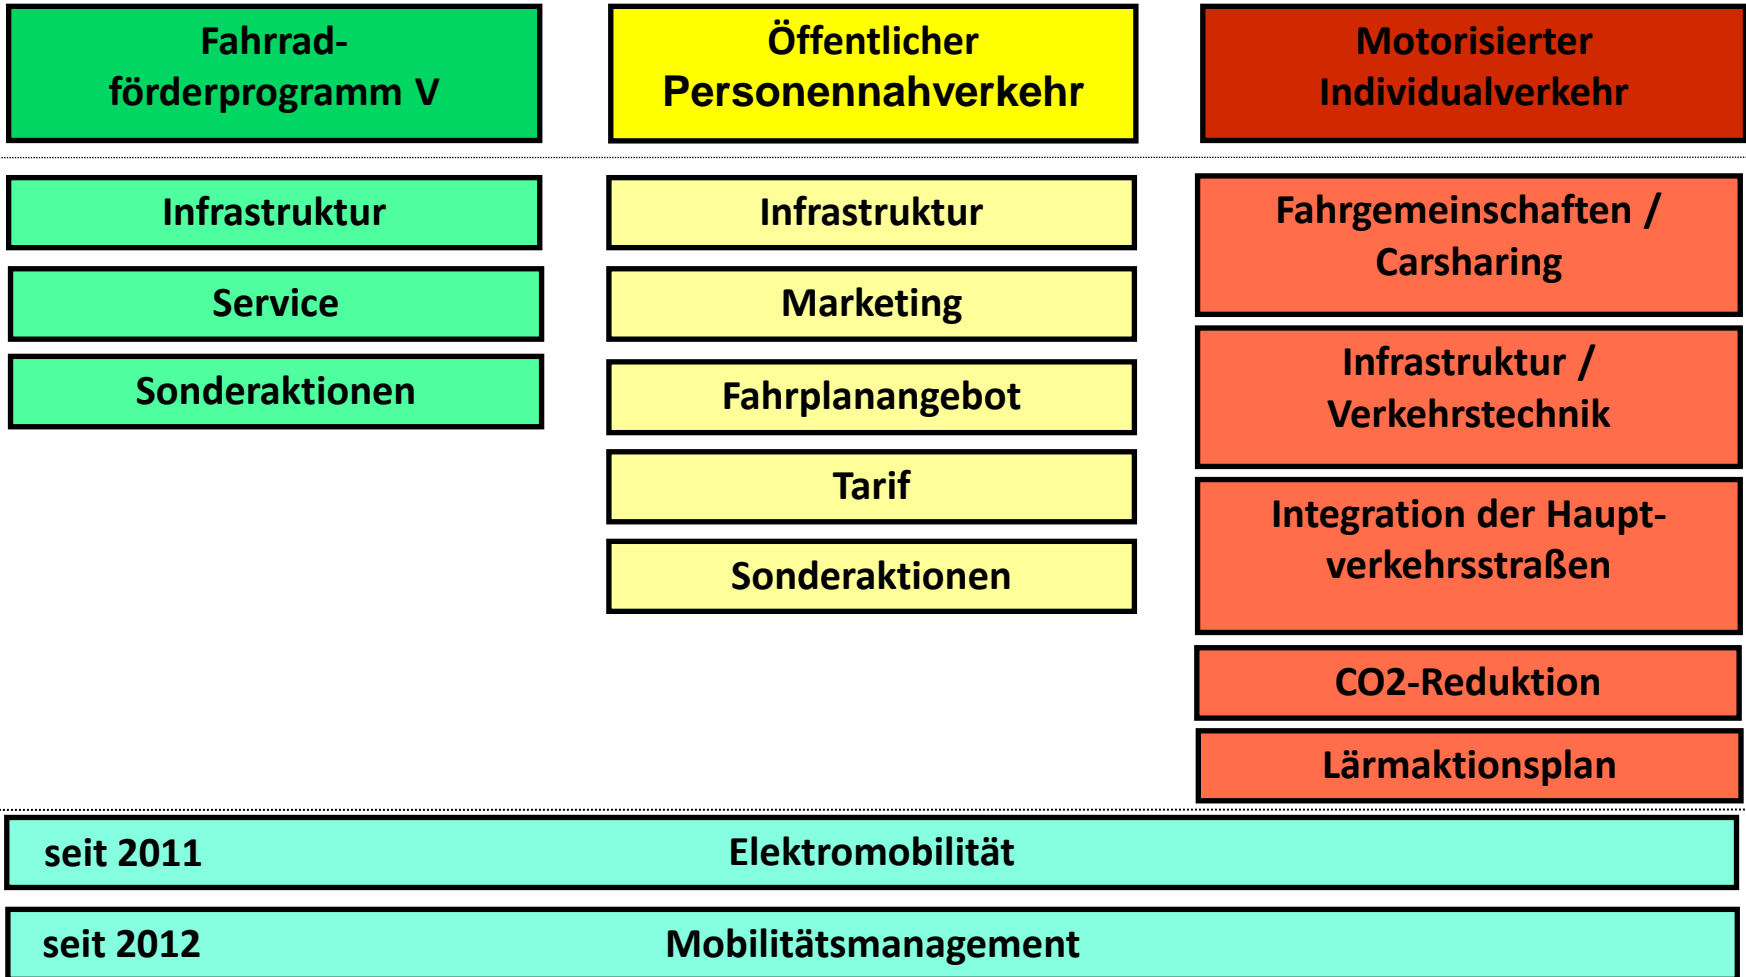 Fahrrad-
förderprogramm V
Öffentlicher
Personennahverkehr
Motorisierter
Individualverkehr
Infrastruktur
Service
Sonderaktionen
Infrastruktur
Marketing
Fahrplanangebot
Tarif
Sonderaktionen
Fahrgemeinschaften /
Carsharing
Infrastruktur /
Verkehrstechnik
Integration der Haupt-
verkehrsstraßen
CO2-Reduktion
Lärmaktionsplan
seit 2011 Elektromobilität
seit 2012 Mobilitätsmanagement